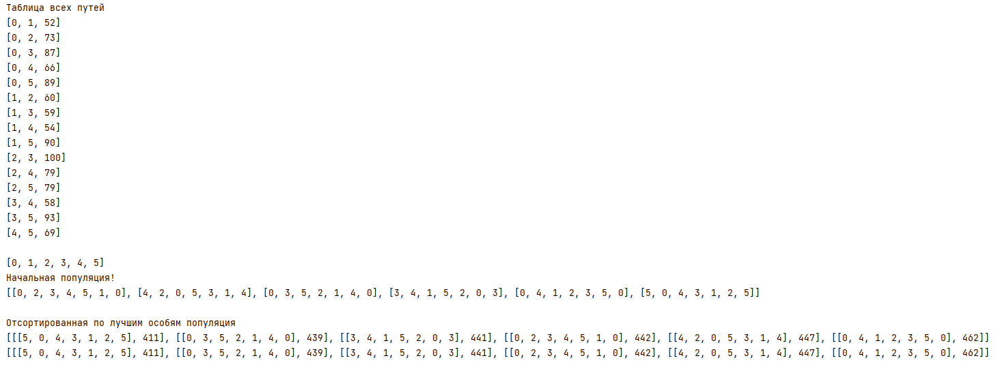 Таблица всех путей
[0, 1, 52]
[0, 2, 73]
[0, 3, 87]
[0, 4, 66]
[0, 5, 89]
[1, 2, 60]
[1, 3, 59]
[1, 4, 54]
[1, 5, 90]
[2, 3, 100]
[2, 4, 79]
[2, 5, 79]
[3, 4, 58]
[3, 5, 93]
[4, 5, 69]
[0, 1, 2, 3, 4, 5]
Начальная популяция!
[[0, 2, 3, 4, 5, 1, 0], [4, 2, 0, 5, 3, 1, 4], [0, 3, 5, 2, 1, 4, 0], [3, 4, 1, 5, 2, 0, 3], [0, 4, 1, 2, 3, 5, 0], [5, 0, 4, 3, 1, 2, 5]]
Отсортированная по лучшим особям популяция
[[[5, 0, 4, 3, 1, 2, 5], 411], [[0, 3, 5, 2, 1, 4, 0], 439], [[3, 4, 1, 5, 2, 0, 3], 441], [[0, 2, 3, 4, 5, 1, 0], 442], [[4, 2, 0, 5, 3, 1, 4], 447], [[0, 4, 1, 2, 3, 5, 0], 462]]
[[[5, 0, 4, 3, 1, 2, 5], 411], [[0, 3, 5, 2, 1, 4, 0], 439], [[3, 4, 1, 5, 2, 0, 3], 441], [[0, 2, 3, 4, 5, 1, 0], 442], [[4, 2, 0, 5, 3, 1, 4], 447], [[0, 4, 1, 2, 3, 5, 0], 462]]